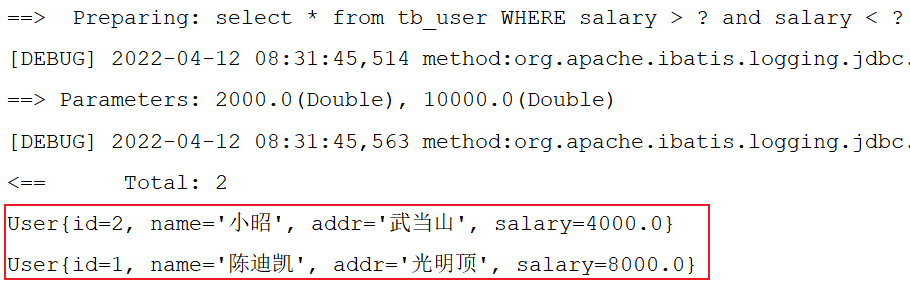 ==>  Preparing: select * from tb_user WHERE salary > ? and salary < ?
[DEBUG] 2022-04-12 08:31:45,514 method:org.apache.ibatis.logging.jdbc.
==> Parameters: 2000.0(Double), 10000.0(Double)
[DEBUG] 2022-04-12 08:31:45,563 method:org.apache.ibatis.logging.jdbc.
<==      Total: 2
User{id=2, name='小昭', addr='武当山', salary=4000.0}
User{id=1, name='陈迪凯', addr='光明顶', salary=8000.0}